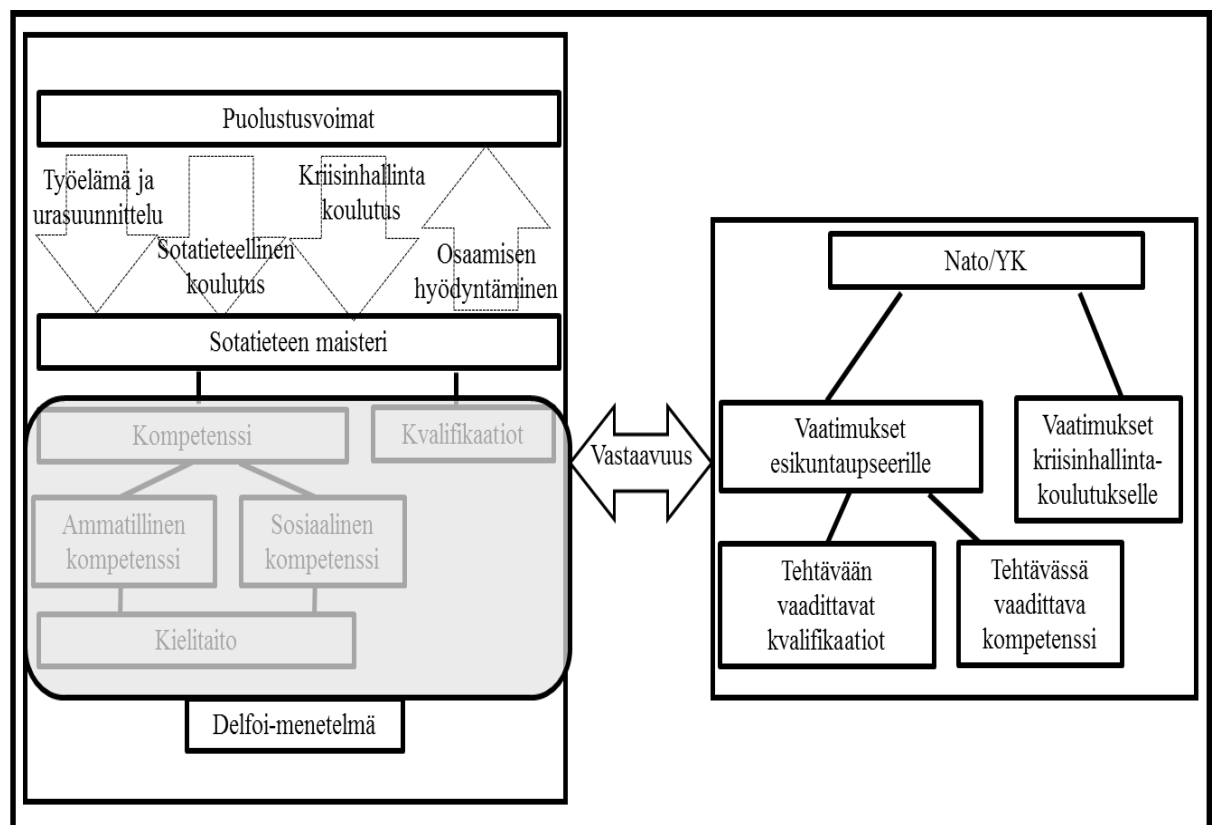 Puolustusvoimat
Työelämä ja
urasuunnittelu
Sotatieteellinen
koulutus
Kriisinhallinta
koulutus
Osaamisen
hyödyntäminen
Sotatieteen maisteri
Kompetenssi
Kvalifikaatiot
Ammatillinen
kompetenssi
Sosiaalinen
kompetenssi
Kielitaito
Delfoi-menetelmä
Vastaavuus
Nato/YK
Vaatimukset
esikuntaupseerille
Vaatimukset
kriisinhallinta-
koulutukselle
Tehtävään
vaadittavat
kvalifikaatiot
Tehtävässä
vaadittava
kompetenssi